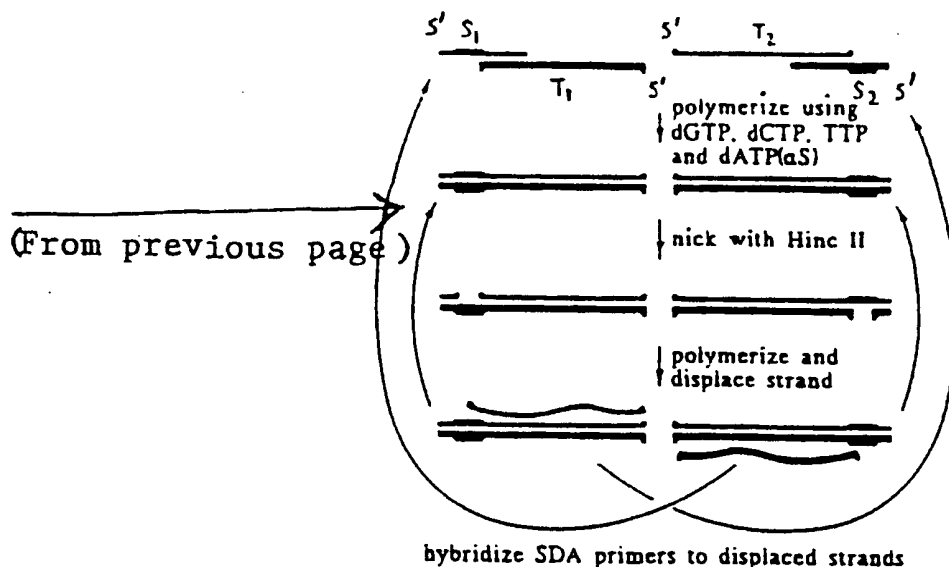 5' S1 5' T2
T1 5' S2 5'
polymerize using
dGTP, dCTP, TTP
and dATP(αS)
(From previous page)
nick with Hinc II
polymerize and
displace strand
hybridize SDA primers to displaced strands